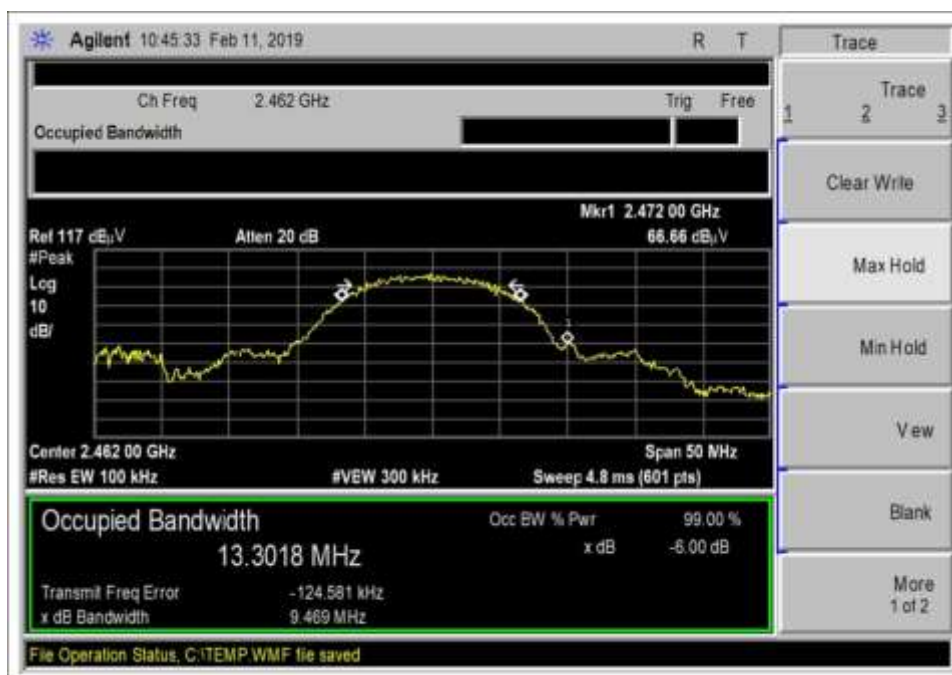 Agilent 10:45:33 Feb 11, 2019 R T
Ch Freq 2.462 GHz Trig Free
Occupied Bandwidth
Mkr1 2.472 00 GHz
Ref 117 dBµV Atten 20 dB 66.66 dBµV
#Peak
Log
10
dB/
1
Center 2.462 00 GHz Span 50 MHz
#Res EW 100 kHz #VEW 300 kHz Sweep 4.8 ms (601 pts)
Occupied Bandwidth Occ BW % Pwr 99.00 %
13.3018 MHz x dB -6.00 dB
Transmit Freq Error -124.581 kHz
x dB Bandwidth 9.469 MHz
File Operation Status, C:\TEMP.WMF file saved
Trace
Trace
1 2 3
Clear Write
Max Hold
Min Hold
View
Blank
More
1 of 2